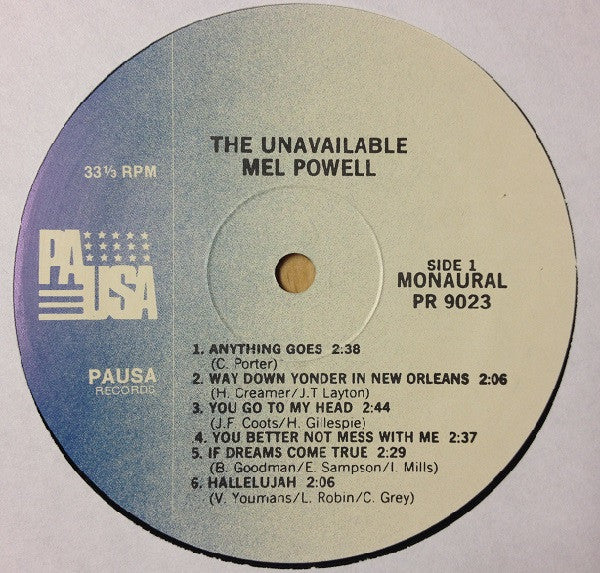 THE UNAVAILABLE
MEL POWELL
33⅓ RPM
PAUSA
PAUSA
RECORDS
SIDE 1
MONAURAL
PR 9023
1. ANYTHING GOES 2:38
(C. Porter)
2. WAY DOWN YONDER IN NEW ORLEANS 2:06
(H. Creamer/J.T Layton)
3. YOU GO TO MY HEAD 2:44
(J.F. Coots/H. Gillespie)
4. YOU BETTER NOT MESS WITH ME 2:37
5. IF DREAMS COME TRUE 2:29
(B. Goodman/E. Sampson/I. Mills)
6. HALLELUJAH 2:06
(V. Youmans/L. Robin/C. Grey)